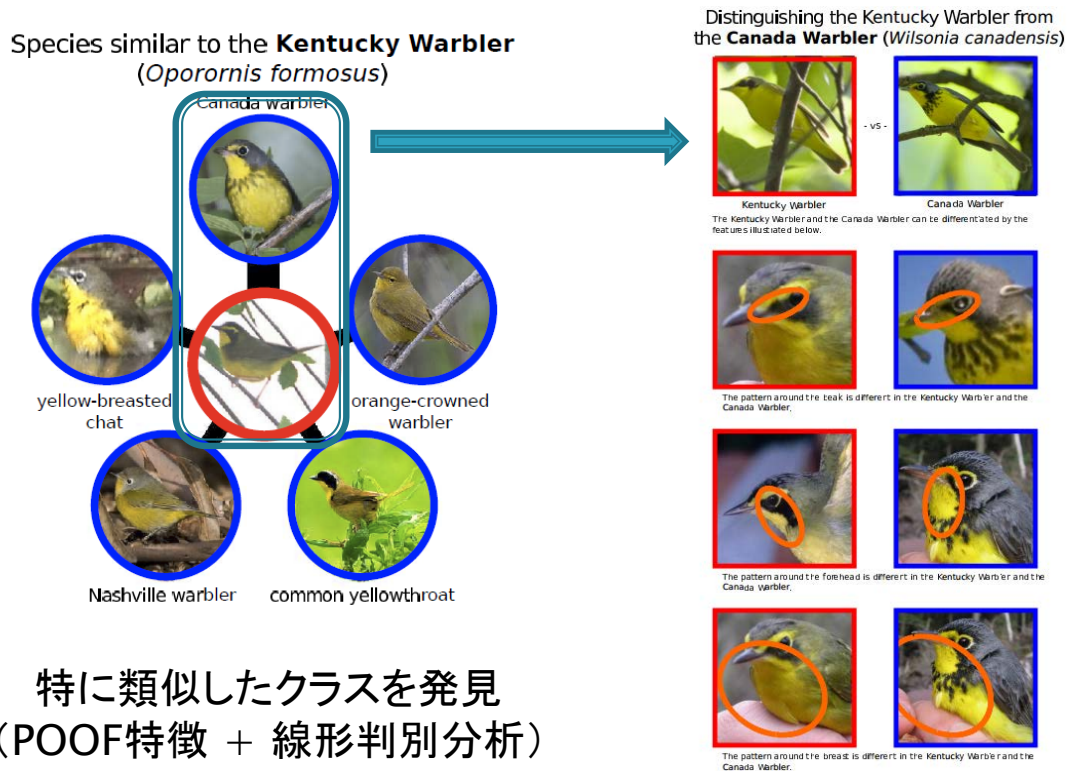 Species similar to the Kentucky Warbler
(Oporornis formosus)
Canada warbler
yellow-breasted
chat
orange-crowned
warbler
Nashville warbler
common yellowthroat
特に類似したクラスを発見
(POOF特徴 + 線形判別分析)
Distinguishing the Kentucky Warbler from
the Canada Warbler (Wilsonia canadensis)
- vs -
Kentucky Warbler
Canada Warbler
The Kentucky Warbler and the Canada Warbler can be differentiated by the
features illustrated below.
The pattern around the beak is different in the Kentucky Warbler and the
Canada Warbler.
The pattern around the forehead is different in the Kentucky Warbler and the
Canada Warbler.
The pattern around the breast is different in the Kentucky Warbler and the
Canada Warbler.